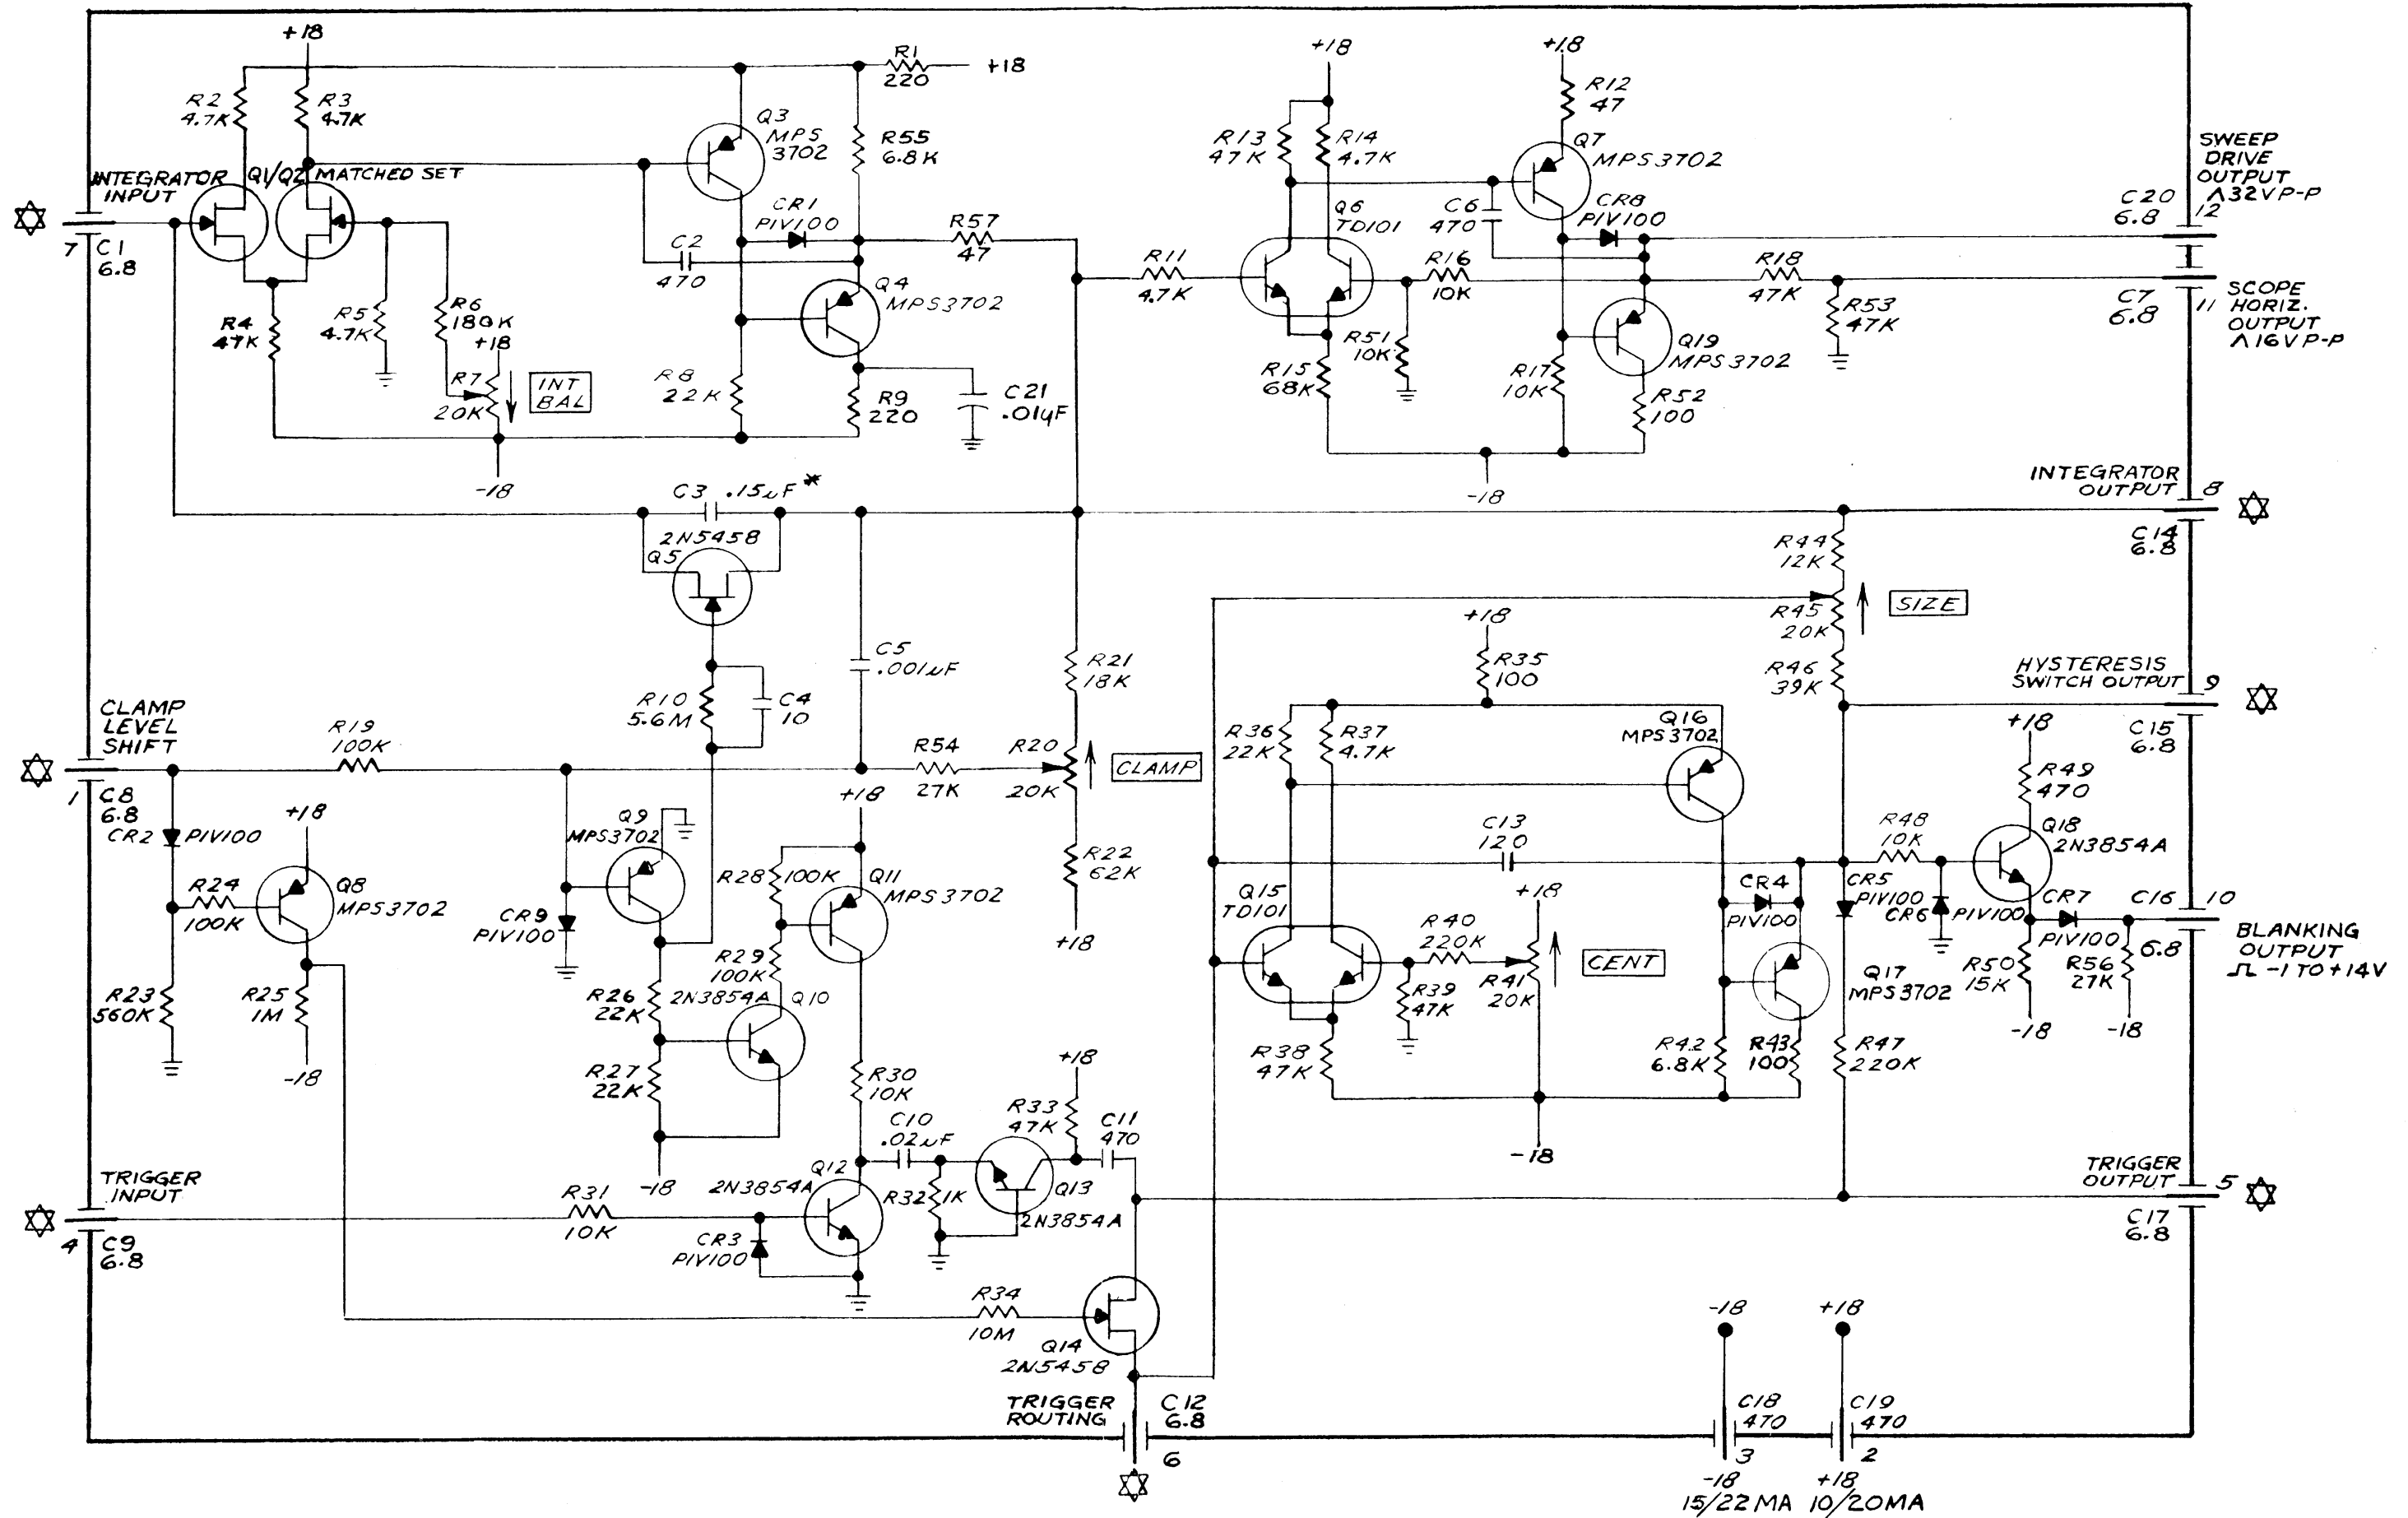 +18
R1
220
+18
R2
4.7K
R3
4.7K
Q3
MPS
3702
R55
6.8K
+18
+18
R12
47
R13
47K
R14
4.7K
Q7
MPS3702
SWEEP
DRIVE
OUTPUT
Λ32VP-P
C20
6.8
12
INTEGRATOR
INPUT
Q1/Q2 MATCHED SET
7
C1
6.8
CR1
PIV100
R57
47
C2
470
Q4
MPS3702
Q6
TD101
C6
470
CR8
PIV100
R11
4.7K
R16
10K
R18
47K
R53
47K
C7
6.8
11
SCOPE
HORIZ.
OUTPUT
Λ16VP-P
R4
47K
R5
4.7K
R6
180K
+18
R7
20K
INT
BAL
R8
22K
R9
220
C21
.01µF
R15
68K
R51
10K
R17
10K
Q19
MPS3702
R52
100
-18
-18
C3 .15µF*
2N5458
Q5
INTEGRATOR
OUTPUT
8
C14
6.8
R44
12K
R45
20K
SIZE
R46
39K
HYSTERESIS
SWITCH OUTPUT
9
C15
6.8
C5
.001µF
R21
18K
R10
5.6M
C4
10
+18
R35
100
CLAMP
LEVEL
SHIFT
R19
100K
R54
27K
R20
20K
CLAMP
1
C8
6.8
CR2
PIV100
+18
R36
22K
R37
4.7K
Q16
MPS3702
+18
R49
470
Q9
MPS3702
+18
R22
62K
+18
C13
120
R48
10K
Q18
2N3854A
R24
100K
Q8
MPS3702
CR9
PIV100
R28
100K
Q11
MPS3702
Q15
TD101
+18
CR4
PIV100
CR5
PIV100
CR6
PIV100
CR7
PIV100
C16
6.8
10
BLANKING
OUTPUT
⎍ -1 TO +14V
R40
220K
R41
20K
CENT
R39
47K
Q17
MPS3702
R50
15K
R56
27K
-18
-18
R23
560K
R25
1M
-18
R26
22K
R29
100K
2N3854A
Q10
R27
22K
R38
47K
R42
6.8K
R43
100
R47
220K
-18
R30
10K
+18
R33
47K
C11
470
C10
.02µF
-18
TRIGGER
INPUT
4
C9
6.8
R31
10K
Q12
2N3854A
R32
1K
Q13
2N3854A
CR3
PIV100
TRIGGER
OUTPUT
5
C17
6.8
R34
10M
Q14
2N5458
TRIGGER
ROUTING
C12
6.8
6
-18
+18
C18
470
C19
470
3
2
-18
15/22MA
+18
10/20MA